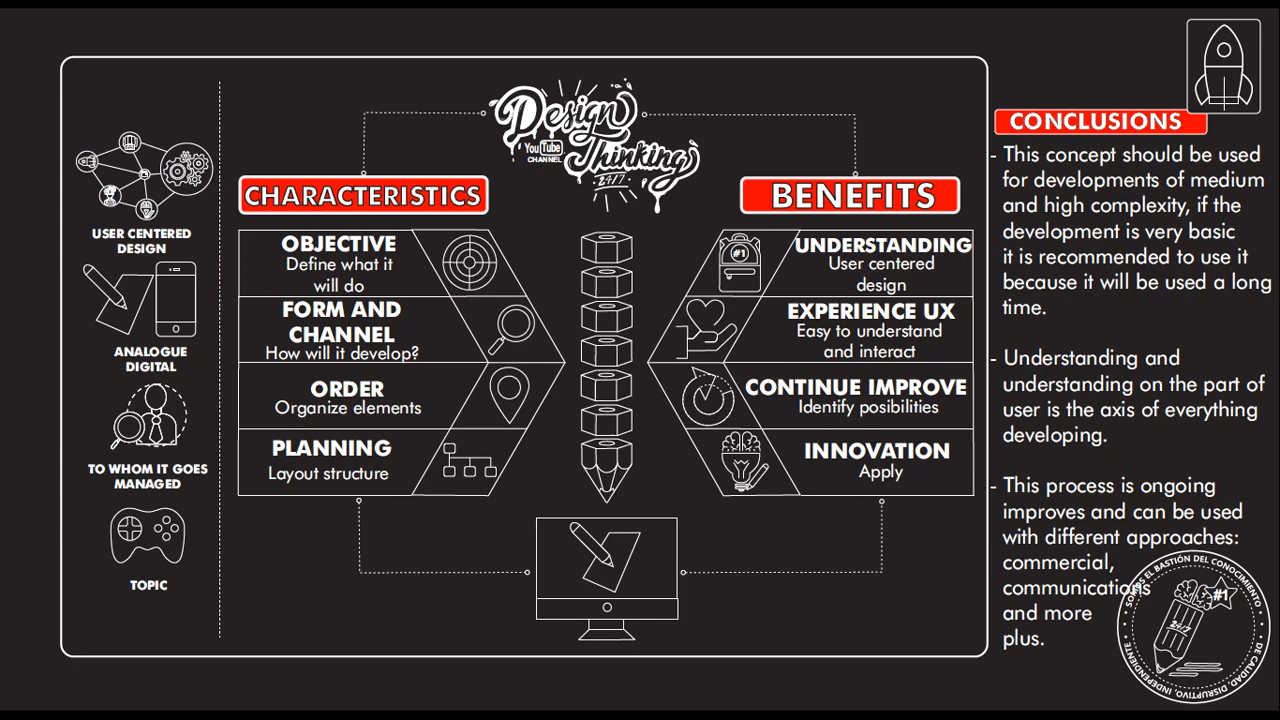 Design
You Tube
CHANNEL
Thinking
24/7
USER CENTERED
DESIGN
ANALOGUE
DIGITAL
TO WHOM IT GOES
MANAGED
TOPIC
CHARACTERISTICS
OBJECTIVE
Define what it
will do
FORM AND
CHANNEL
How will it develop?
ORDER
Organize elements
PLANNING
Layout structure
BENEFITS
#1
UNDERSTANDING
User centered
design
EXPERIENCE UX
Easy to understand
and interact
CONTINUE IMPROVE
Identify posibilities
INNOVATION
Apply
CONCLUSIONS
- This concept should be used
for developments of medium
and high complexity, if the
development is very basic
it is recommended to use it
because it will be used a long
time.
- Understanding and
understanding on the part of
user is the axis of everything
developing.
- This process is ongoing
improves and can be used
with different approaches:
commercial,
communications
and more
plus.
SOMOS EL BASTIÓN DEL CONOCIMIENTO
#1
24/7
• DE CALIDAD, DISRUPTIVO, INDEPENDIENTE •